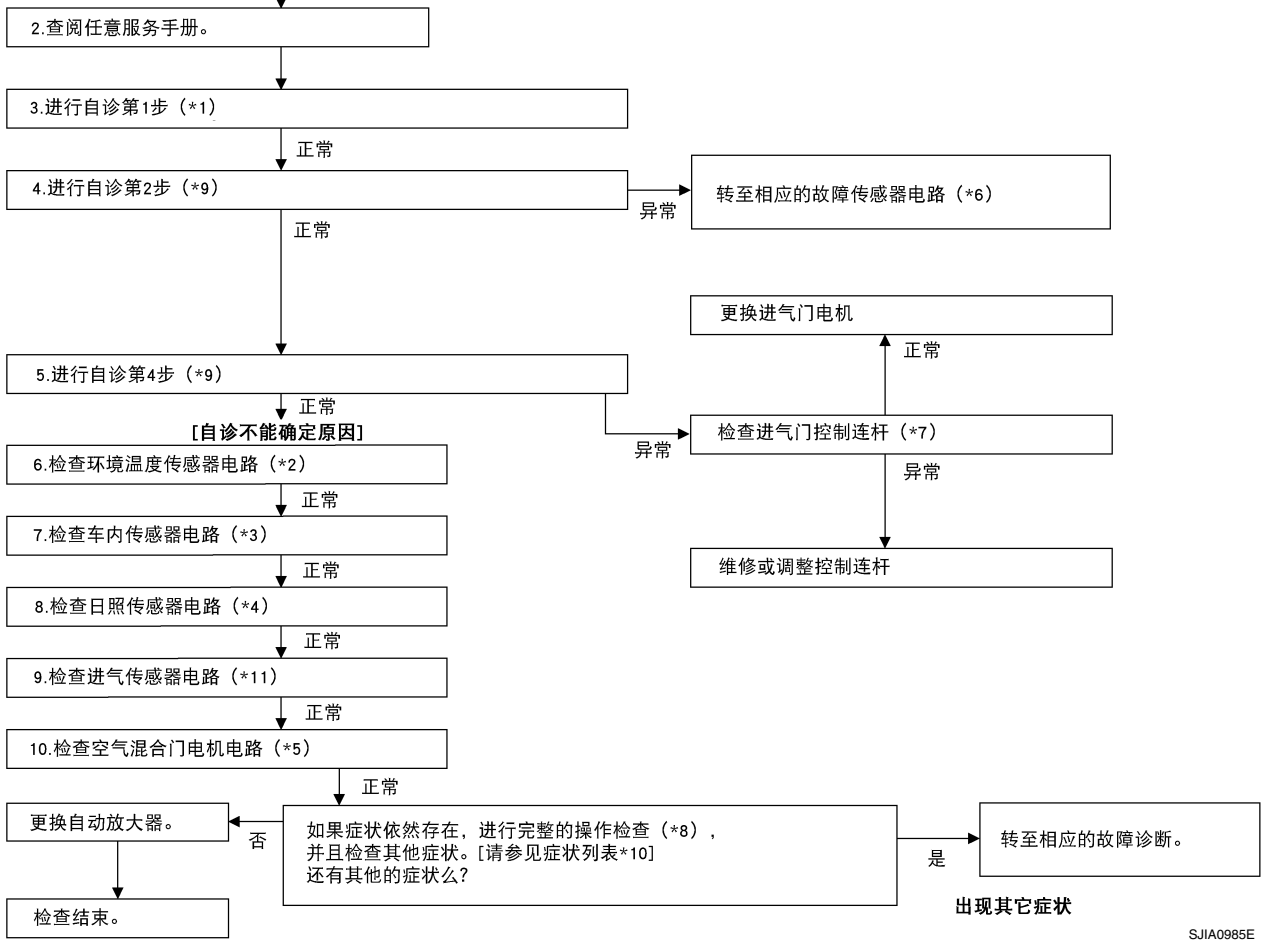 2.查阅任意服务手册。
3.进行自诊第1步（*1）
正常
4.进行自诊第2步（*9）
异常
转至相应的故障传感器电路（*6）
正常
更换进气门电机
正常
5.进行自诊第4步（*9）
正常
异常
检查进气门控制连杆（*7）
异常
维修或调整控制连杆
[自诊不能确定原因]
6.检查环境温度传感器电路（*2）
正常
7.检查车内传感器电路（*3）
正常
8.检查日照传感器电路（*4）
正常
9.检查进气传感器电路（*11）
正常
10.检查空气混合门电机电路（*5）
正常
如果症状依然存在，进行完整的操作检查（*8），
并且检查其他症状。[请参见症状列表*10]
还有其他的症状么？
否
更换自动放大器。
检查结束。
是
转至相应的故障诊断。
出现其它症状
SJIA0985E